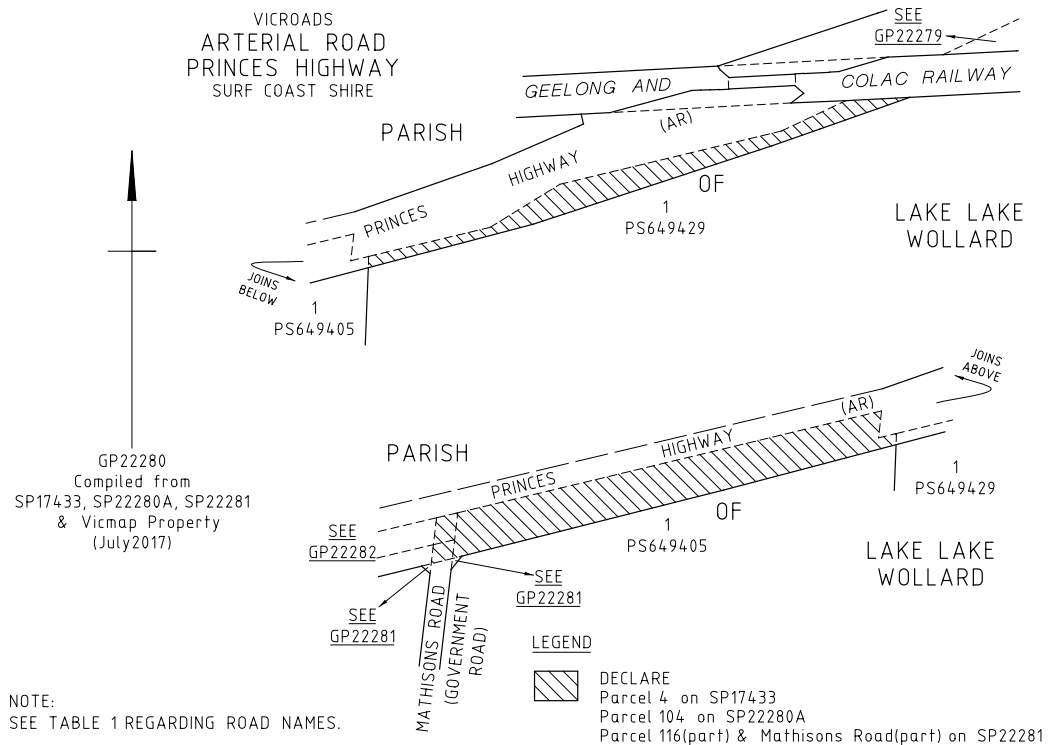 VICROADS
ARTERIAL ROAD
PRINCES HIGHWAY
SURF COAST SHIRE
SEE
GP22279
GEELONG AND
COLAC RAILWAY
PARISH
(AR)
HIGHWAY
OF
PRINCES
1
PS649429
LAKE LAKE
WOLLARD
JOINS
BELOW
1
PS649405
JOINS
ABOVE
(AR)
PARISH
HIGHWAY
PRINCES
1
PS649429
GP22280
Compiled from
SP17433, SP22280A, SP22281
& Vicmap Property
(July2017)
SEE
GP22282
OF
1
PS649405
LAKE LAKE
WOLLARD
SEE
GP22281
SEE
GP22281
MATHISONS ROAD
(GOVERNMENT
ROAD)
LEGEND
DECLARE
Parcel 4 on SP17433
Parcel 104 on SP22280A
Parcel 116(part) & Mathisons Road(part) on SP22281
NOTE:
SEE TABLE 1 REGARDING ROAD NAMES.